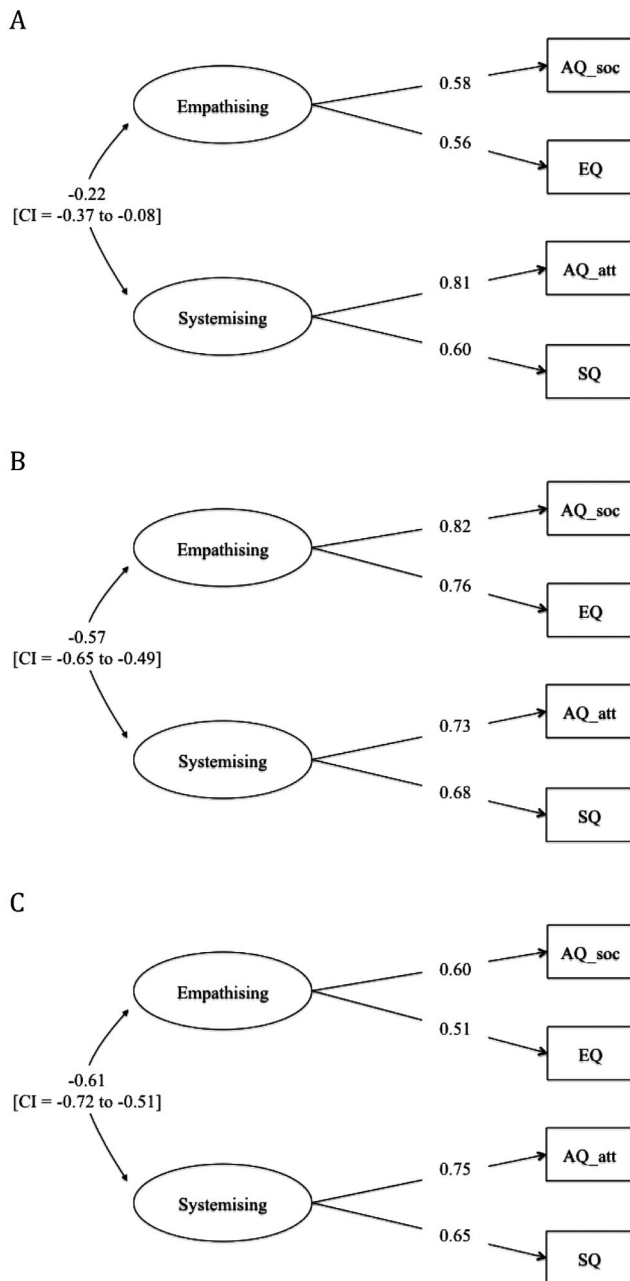 A
Empathising
0.58
AQ_soc
0.56
EQ
-0.22
[CI = -0.37 to -0.08]
Systemising
0.81
AQ_att
0.60
SQ
B
Empathising
0.82
AQ_soc
0.76
EQ
-0.57
[CI = -0.65 to -0.49]
Systemising
0.73
AQ_att
0.68
SQ
C
Empathising
0.60
AQ_soc
0.51
EQ
-0.61
[CI = -0.72 to -0.51]
Systemising
0.75
AQ_att
0.65
SQ